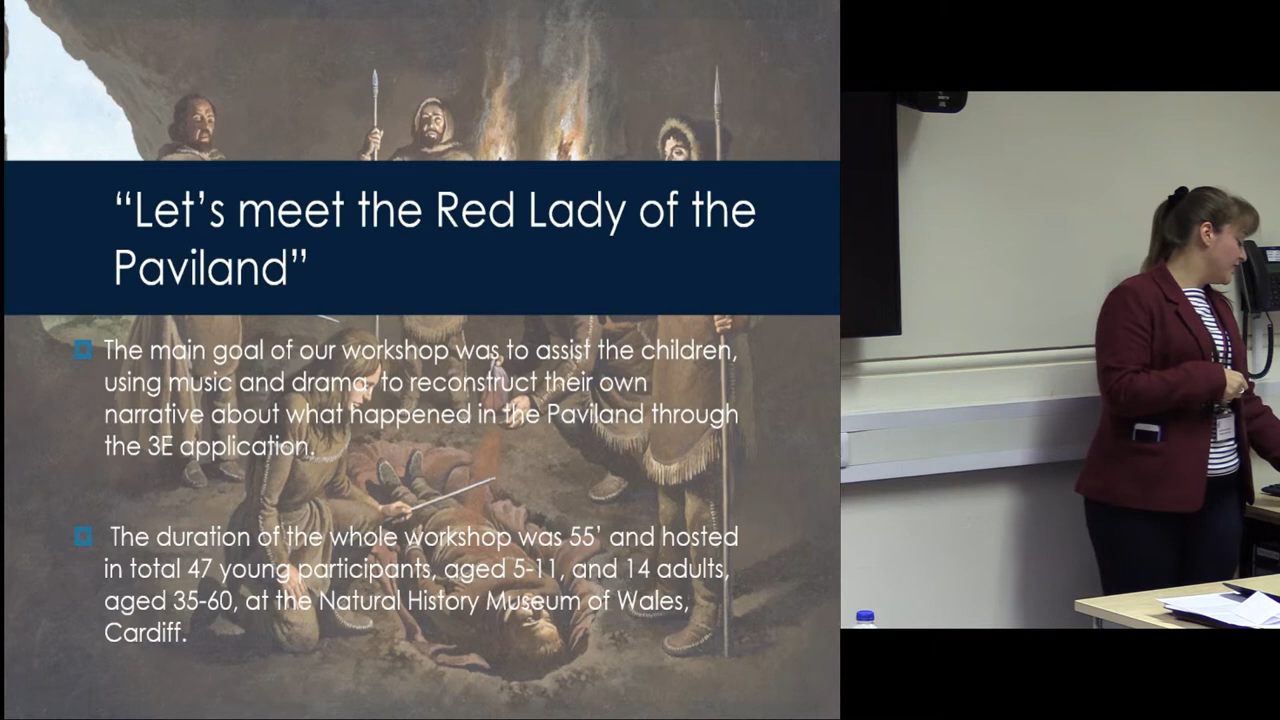 “Let’s meet the Red Lady of the
Paviland”
The main goal of our workshop was to assist the children,
using music and drama, to reconstruct their own
narrative about what happened in the Paviland through
the 3E application.
The duration of the whole workshop was 55’ and hosted
in total 47 young participants, aged 5-11, and 14 adults,
aged 35-60, at the Natural History Museum of Wales,
Cardiff.